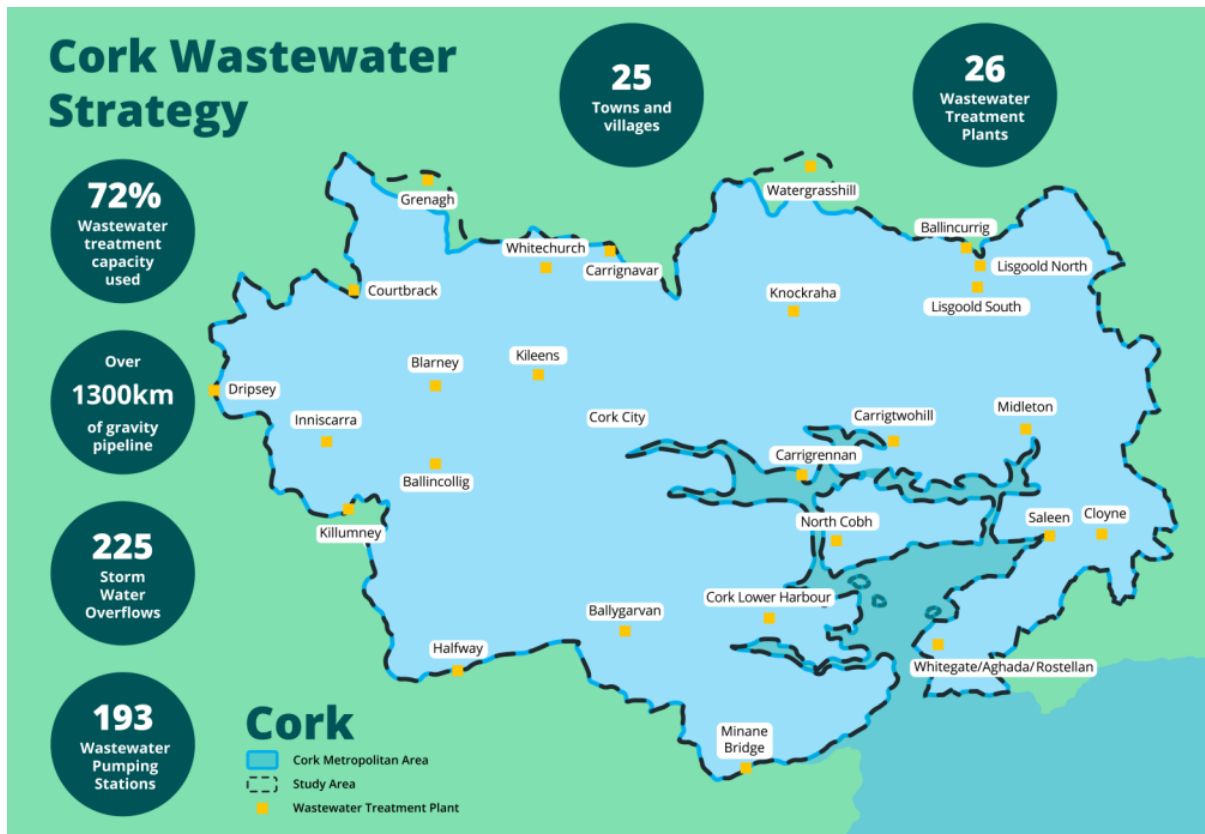 Cork Wastewater
Strategy
25
Towns and
villages
26
Wastewater
Treatment
Plants
72%
Wastewater
treatment
capacity
used
Over
1300km
of gravity
pipeline
225
Storm
Water
Overflows
193
Wastewater
Pumping
Stations
Grenagh
Watergrasshill
Whitechurch
Carrignavar
Ballincurrig
Lisgoold North
Lisgoold South
Courtbrack
Knockraha
Blarney
Kileens
Dripsey
Inniscarra
Cork City
Carrigtwohill
Midleton
Carrigrennan
Ballincollig
Killumney
North Cobh
Saleen
Cloyne
Ballygarvan
Cork Lower Harbour
Halfway
Whitegate/Aghada/Rostellan
Minane
Bridge
Cork
Cork Metropolitan Area
Study Area
Wastewater Treatment Plant